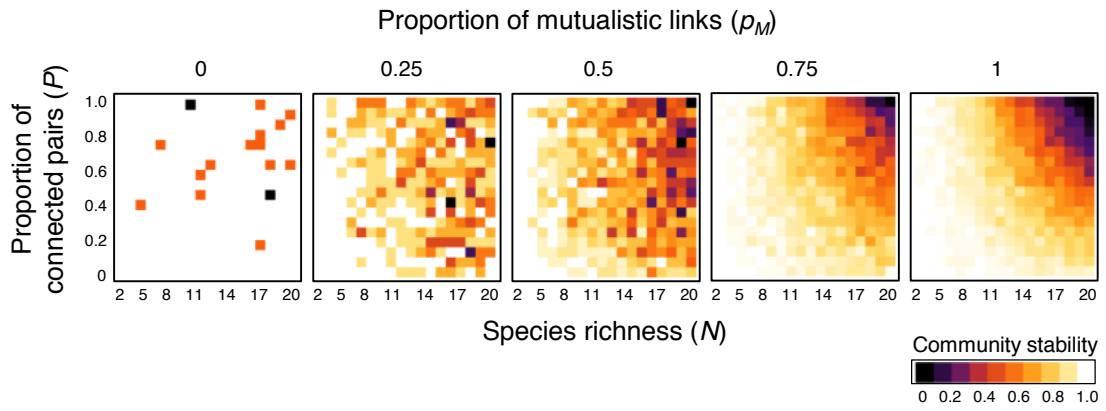 Proportion of mutualistic links (p_M)
0 0.25 0.5 0.75 1
Proportion of
connected pairs (P)
1.0
0.8
0.6
0.4
0.2
0
2 5 8 11 14 17 20 2 5 8 11 14 17 20 2 5 8 11 14 17 20 2 5 8 11 14 17 20 2 5 8 11 14 17 20
Species richness (N)
Community stability
0 0.2 0.4 0.6 0.8 1.0